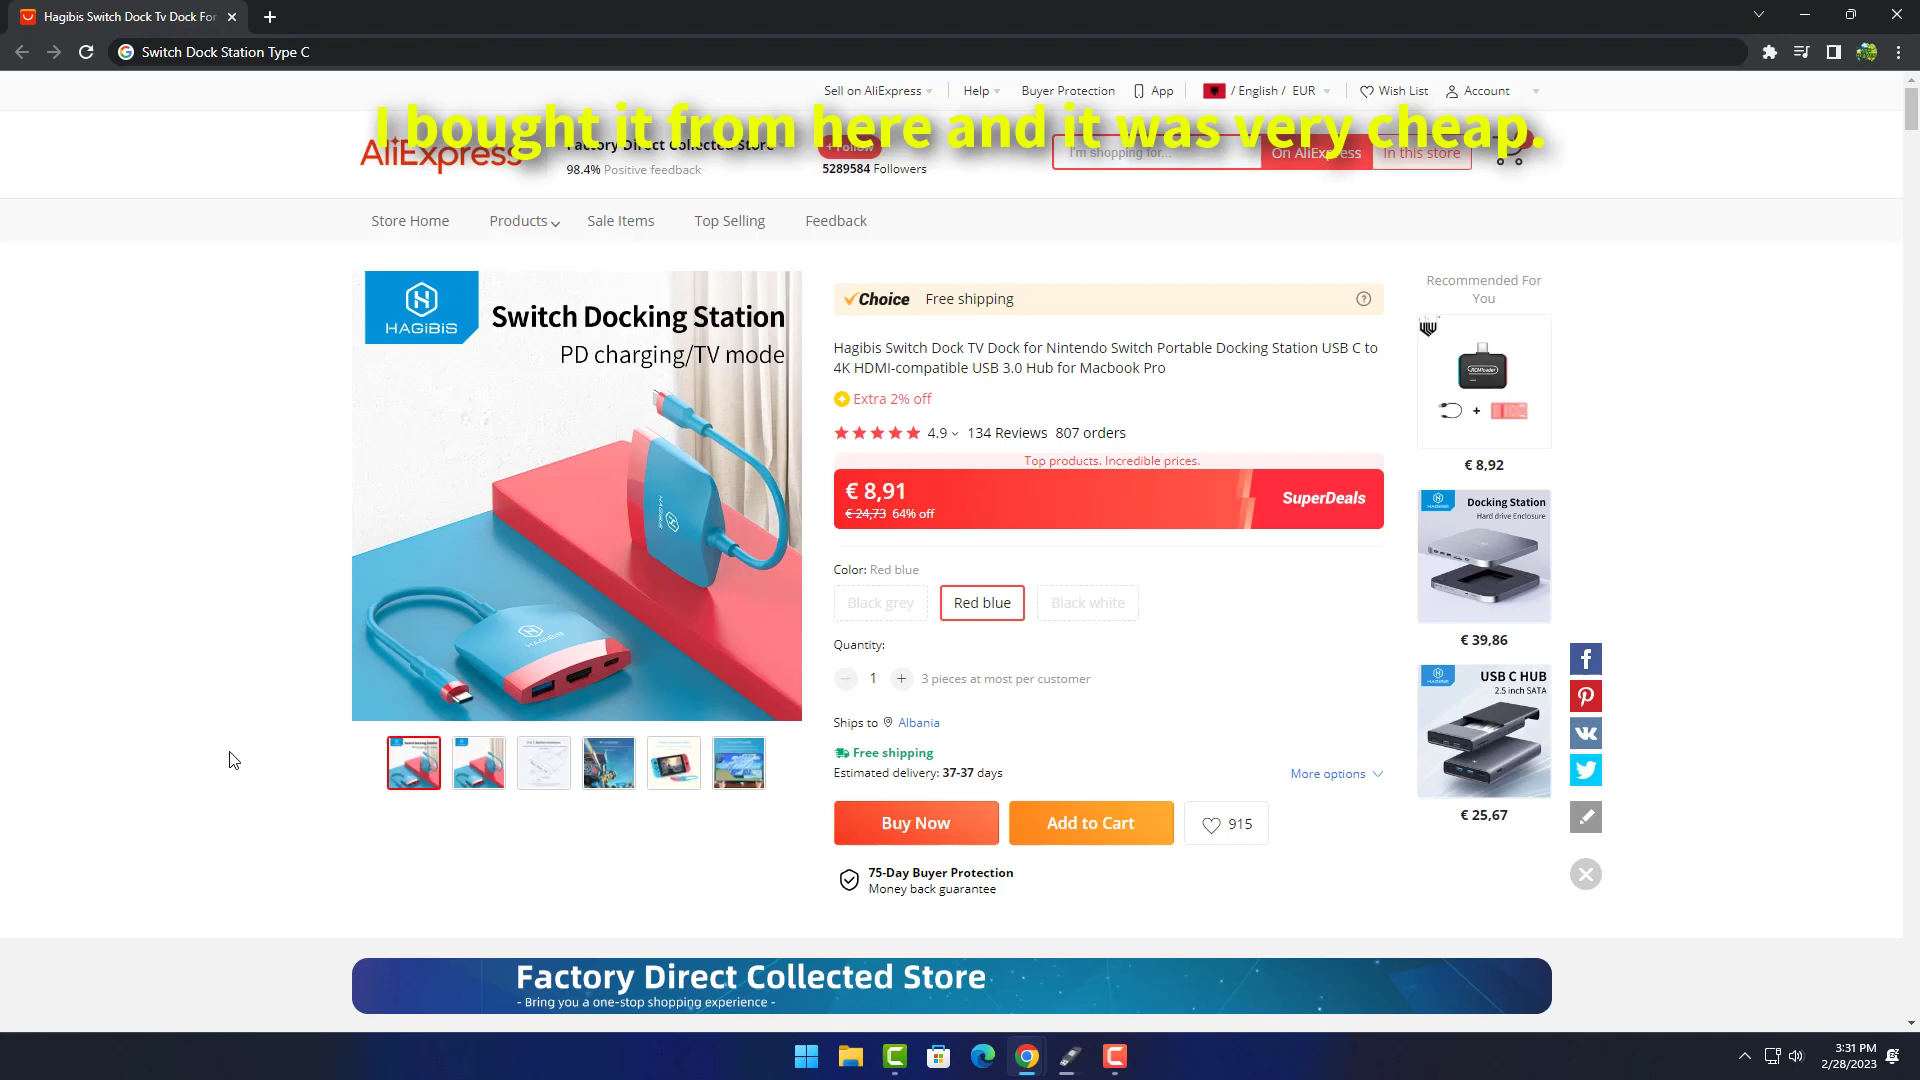 Hagibis Switch Dock Tv Dock For
Switch Dock Station Type C
Sell on AliExpress
Help
Buyer Protection
App
/ English / EUR
Wish List
Account
I bought it from here and it was very cheap.
AliExpress
Factory Direct Collected Store
+ Follow
98.4% Positive feedback
5289584 Followers
I'm shopping for...
On AliExpress
In this store
Store Home
Products
Sale Items
Top Selling
Feedback
HAGIBIS
Switch Docking Station
PD charging/TV mode
HAGIBIS
HAGIBIS
Choice
Free shipping
Hagibis Switch Dock TV Dock for Nintendo Switch Portable Docking Station USB C to
4K HDMI-compatible USB 3.0 Hub for Macbook Pro
Extra 2% off
4.9
134 Reviews
807 orders
Top products. Incredible prices.
€ 8,91
€ 24,73 64% off
SuperDeals
Color: Red blue
Black grey
Red blue
Black white
Quantity:
1
3 pieces at most per customer
Ships to
Albania
Free shipping
Estimated delivery: 37-37 days
More options
Buy Now
Add to Cart
915
75-Day Buyer Protection
Money back guarantee
Recommended For
You
RCMloader
+
€ 8,92
Docking Station
Hard drive Enclosure
€ 39,86
USB C HUB
2.5 inch SATA
€ 25,67
Factory Direct Collected Store
- Bring you a one-stop shopping experience -
3:31 PM
2/28/2023